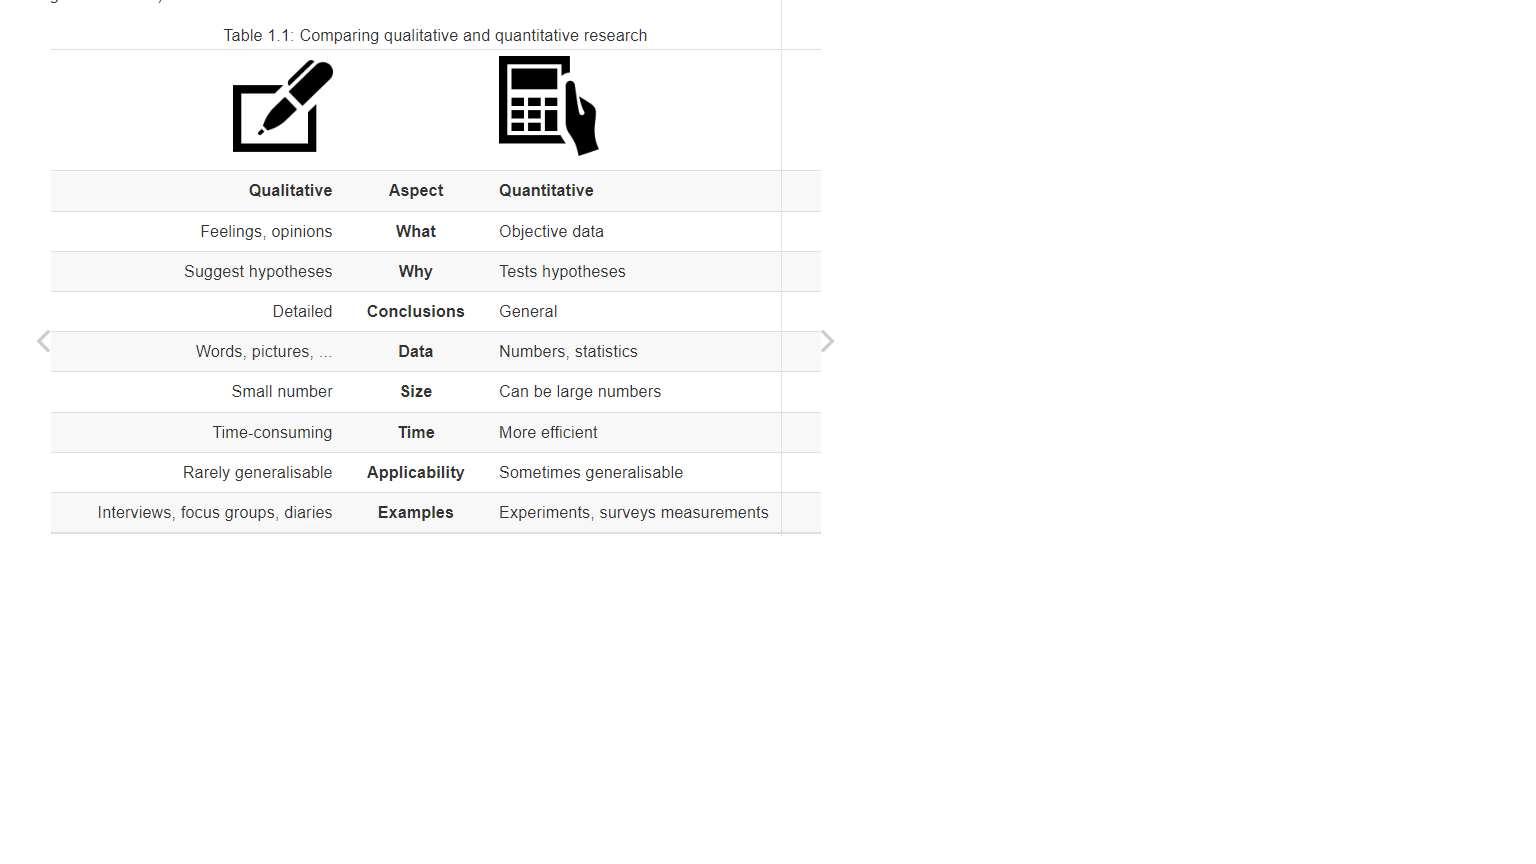 Table 1.1: Comparing qualitative and quantitative research
Qualitative Aspect Quantitative
Feelings, opinions What Objective data
Suggest hypotheses Why Tests hypotheses
Detailed Conclusions General
Words, pictures, ... Data Numbers, statistics
Small number Size Can be large numbers
Time-consuming Time More efficient
Rarely generalisable Applicability Sometimes generalisable
Interviews, focus groups, diaries Examples Experiments, surveys measurements